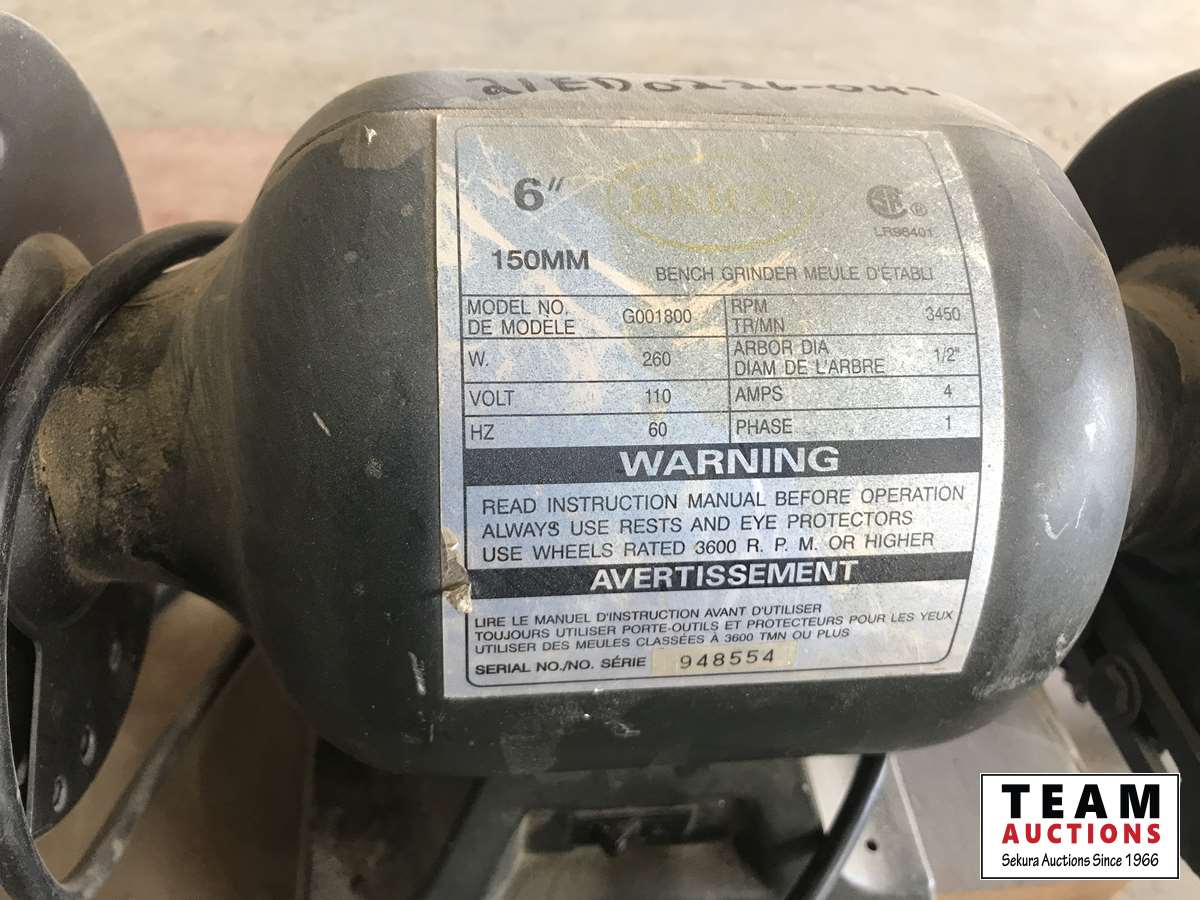 6″
150MM
LR96401
BENCH GRINDER MEULE D'ÉTABLI
MODEL NO. G001800 RPM 3450
DE MODELE TR/MN
W. 260 ARBOR DIA 1/2"
DIAM DE L'ARBRE
VOLT 110 AMPS 4
HZ 60 PHASE 1
WARNING
READ INSTRUCTION MANUAL BEFORE OPERATION
ALWAYS USE RESTS AND EYE PROTECTORS
USE WHEELS RATED 3600 R. P. M. OR HIGHER
AVERTISSEMENT
LIRE LE MANUEL D'INSTRUCTION AVANT D'UTILISER
TOUJOURS UTILISER PORTE-OUTILS ET PROTECTEURS POUR LES YEUX
UTILISER DES MEULES CLASSÉES À 3600 TMN OU PLUS
SERIAL NO./NO. SÉRIE 948554
TEAM
AUCTIONS
Sekura Auctions Since 1966